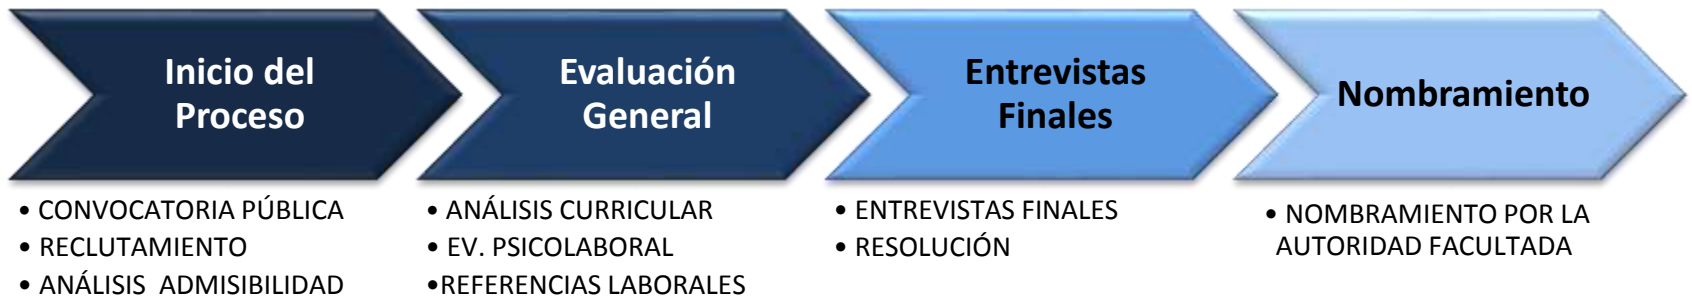 Inicio del
Proceso
• CONVOCATORIA PÚBLICA
• RECLUTAMIENTO
• ANÁLISIS  ADMISIBILIDAD
Evaluación
General
• ANÁLISIS CURRICULAR
• EV. PSICOLABORAL
•REFERENCIAS LABORALES
Entrevistas
Finales
• ENTREVISTAS FINALES
• RESOLUCIÓN
Nombramiento
• NOMBRAMIENTO POR LA
AUTORIDAD FACULTADA